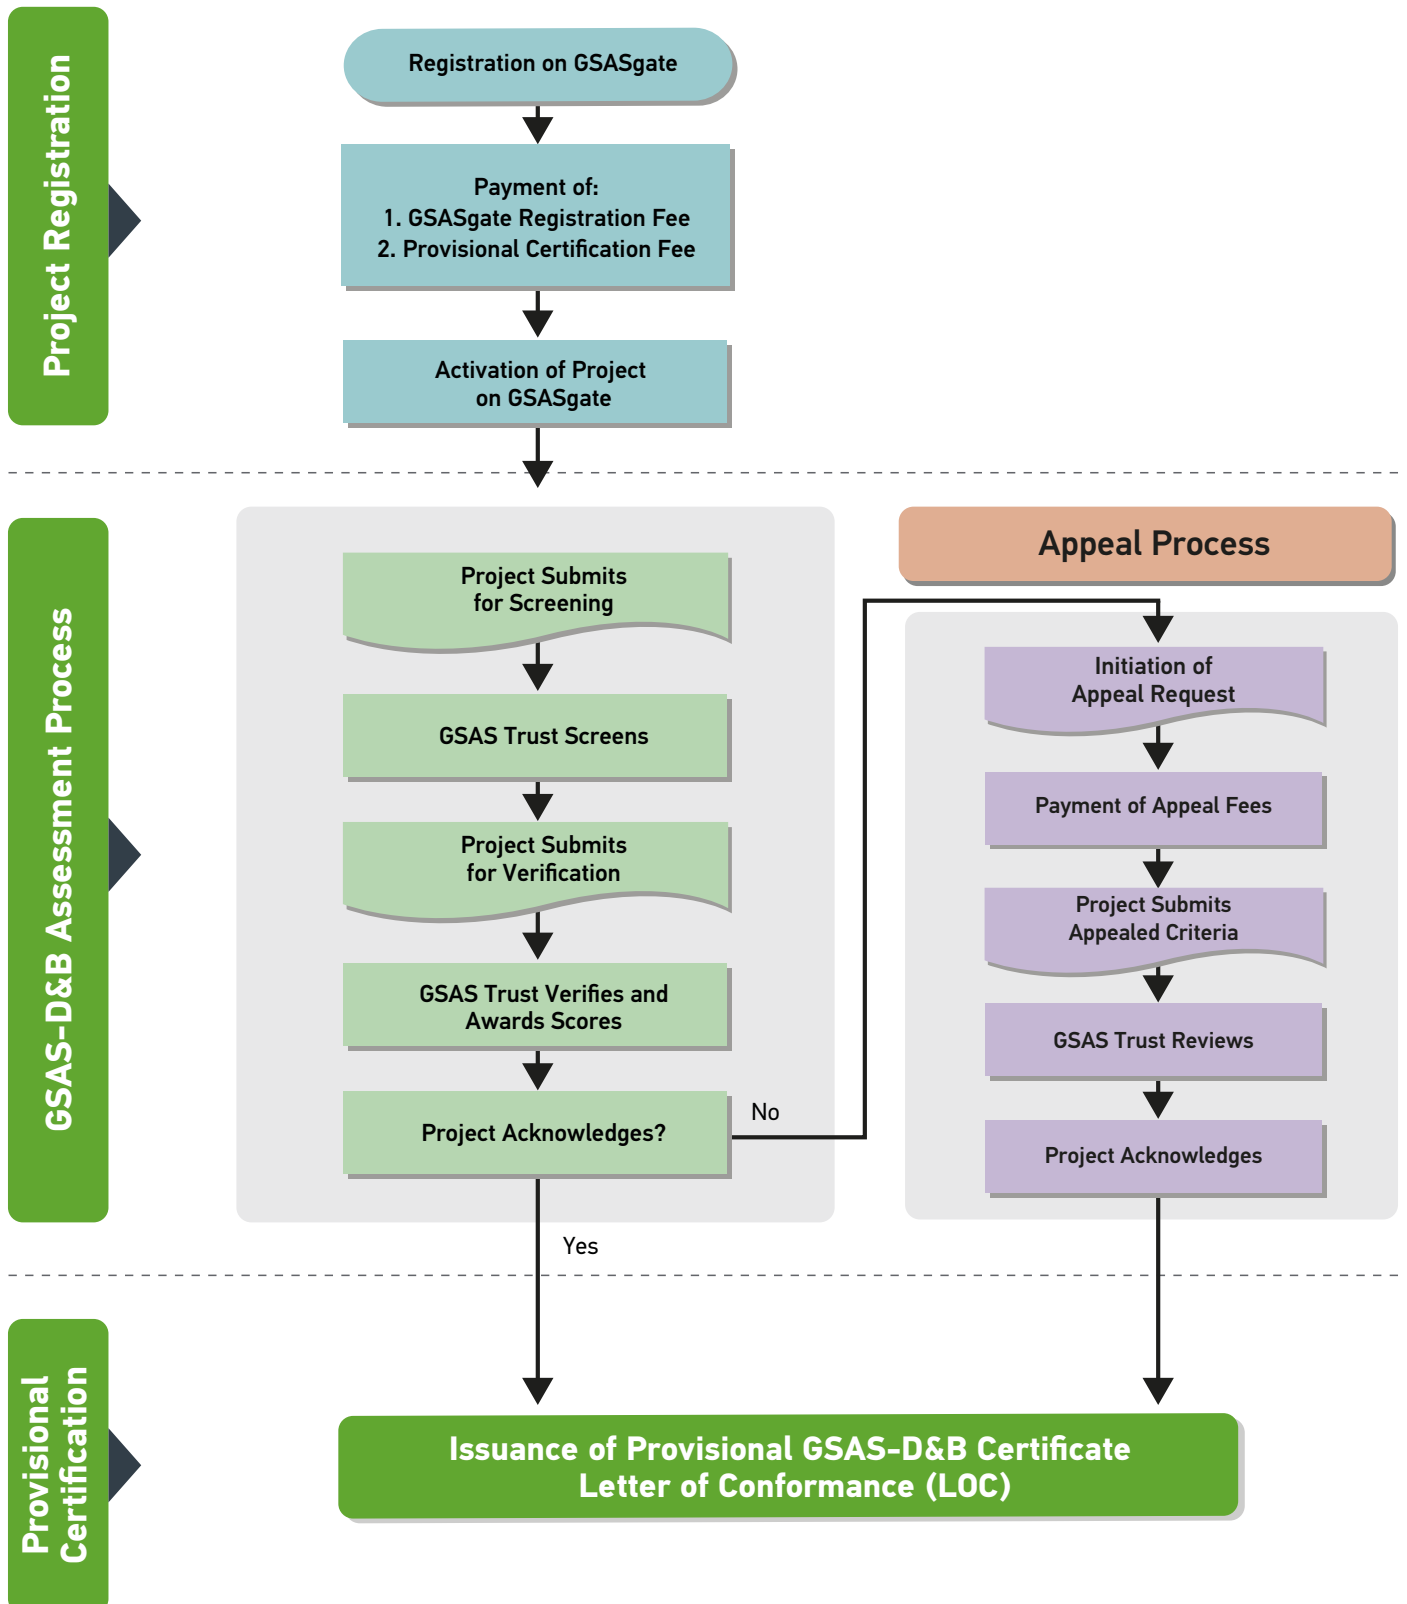 Project Registration
Registration on GSASgate
Payment of:
1. GSASgate Registration Fee
2. Provisional Certification Fee
Activation of Project
on GSASgate
GSAS-D&B Assessment Process
Project Submits
for Screening
GSAS Trust Screens
Project Submits
for Verification
GSAS Trust Verifies and
Awards Scores
Project Acknowledges?
No
Yes
Appeal Process
Initiation of
Appeal Request
Payment of Appeal Fees
Project Submits
Appealed Criteria
GSAS Trust Reviews
Project Acknowledges
Provisional
Certification
Issuance of Provisional GSAS-D&B Certificate
Letter of Conformance (LOC)